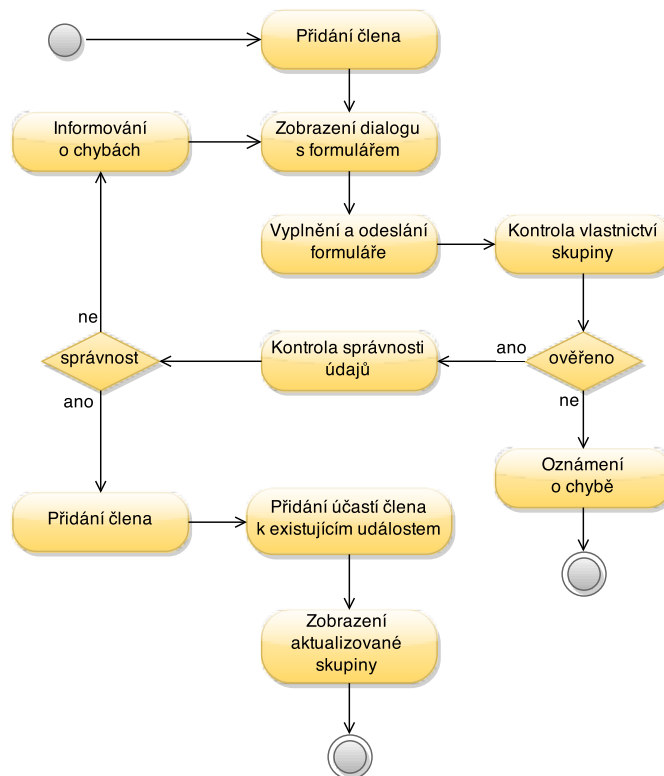 Přidání člena
Informování
o chybách
Zobrazení dialogu
s formulářem
Vyplnění a odeslání
formuláře
Kontrola vlastnictví
skupiny
ne
správnost
ano
Kontrola správnosti
údajů
ano
ověřeno
ne
Oznámení
o chybě
Přidání člena
Přidání účastí člena
k existujícím událostem
Zobrazení
aktualizované
skupiny